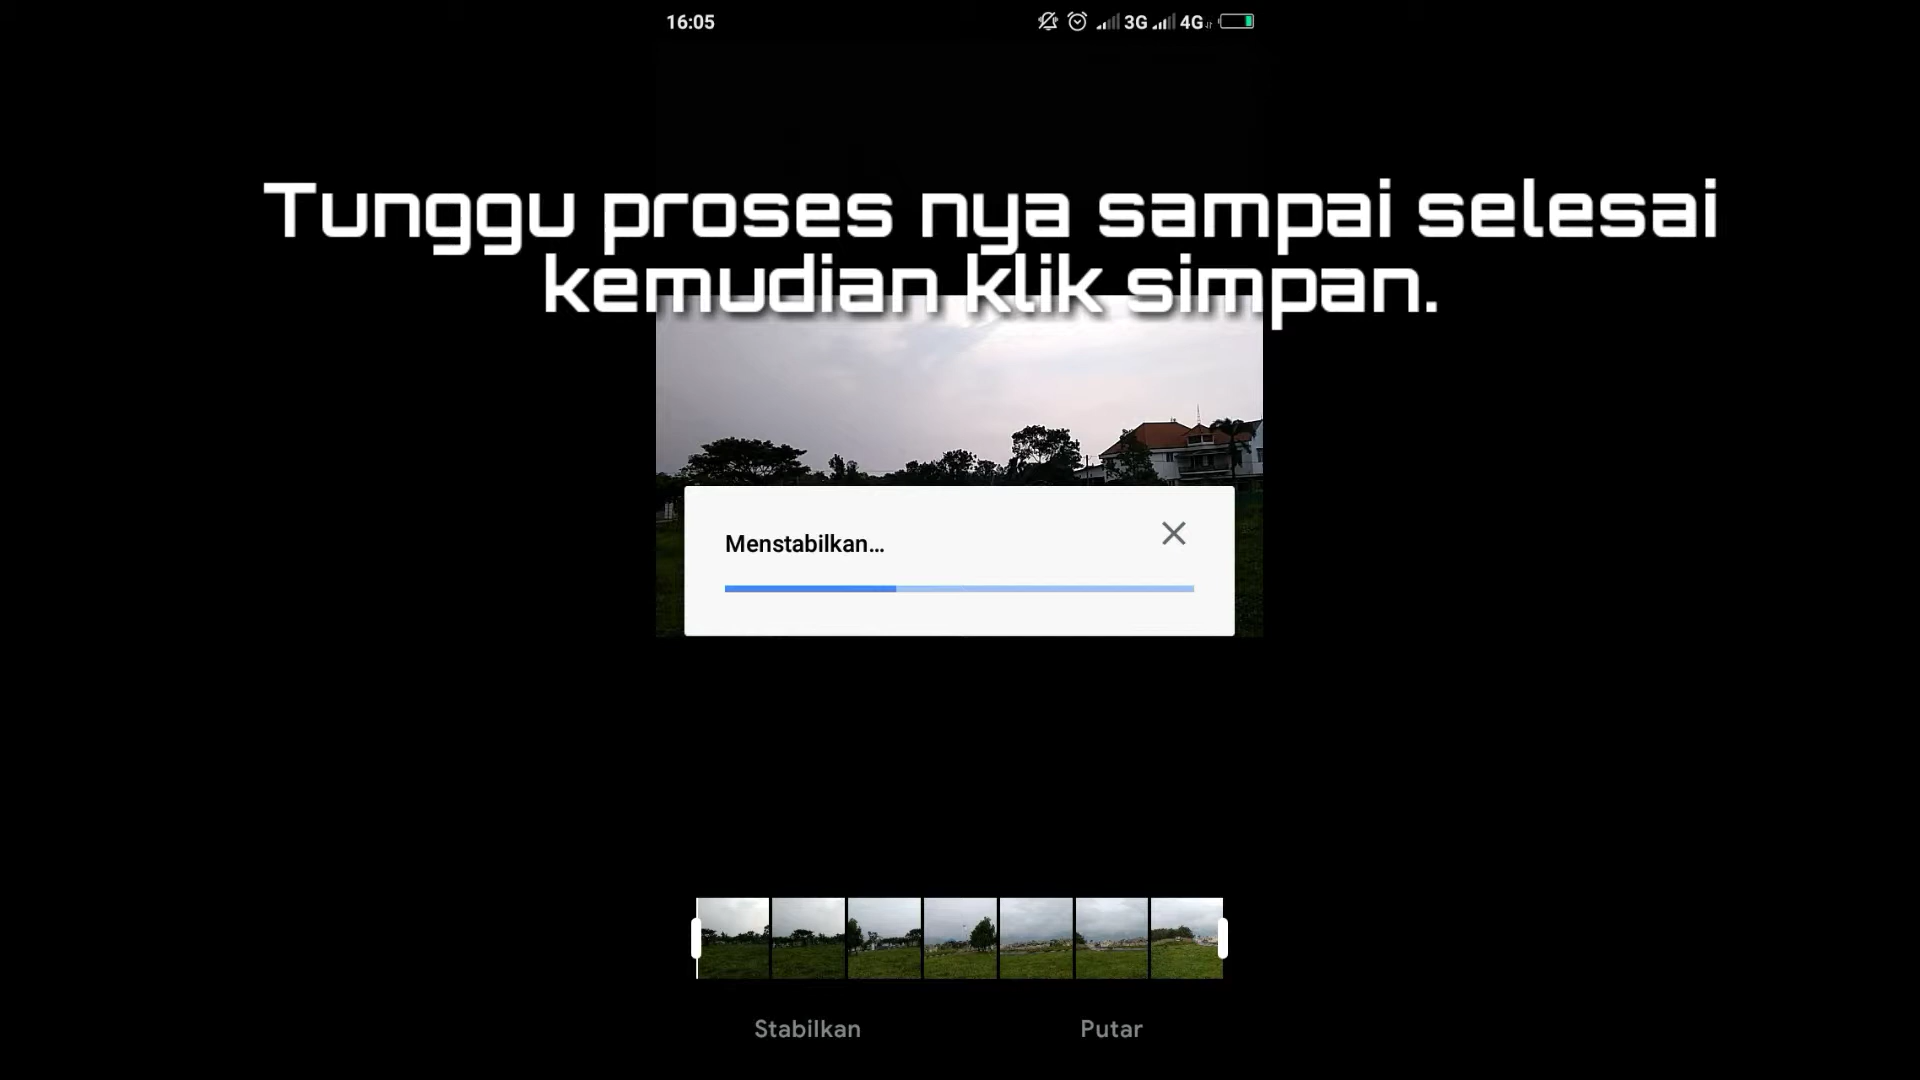 16:05
3G 4G
Tunggu proses nya sampai selesai
kemudian klik simpan.
Menstabilkan...
Stabilkan
Putar